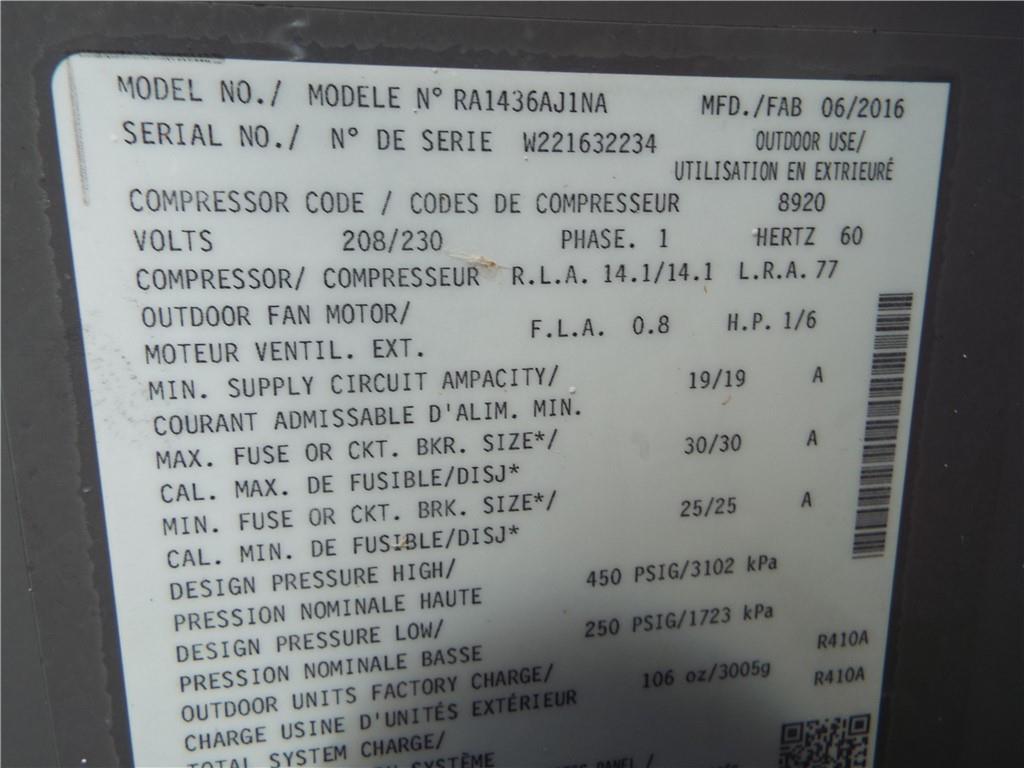 MODEL NO./ MODELE N° RA1436AJ1NA MFD./FAB 06/2016
SERIAL NO./ N° DE SERIE W221632234 OUTDOOR USE/
UTILISATION EN EXTRIEURÉ
COMPRESSOR CODE / CODES DE COMPRESSEUR 8920
VOLTS 208/230 PHASE. 1 HERTZ 60
COMPRESSOR/ COMPRESSEUR R.L.A. 14.1/14.1 L.R.A. 77
OUTDOOR FAN MOTOR/ F.L.A. 0.8 H.P. 1/6
MOTEUR VENTIL. EXT.
MIN. SUPPLY CIRCUIT AMPACITY/ 19/19 A
COURANT ADMISSABLE D'ALIM. MIN.
MAX. FUSE OR CKT. BKR. SIZE*/ 30/30 A
CAL. MAX. DE FUSIBLE/DISJ*
MIN. FUSE OR CKT. BRK. SIZE*/ 25/25 A
CAL. MIN. DE FUSIBLE/DISJ*
DESIGN PRESSURE HIGH/ 450 PSIG/3102 kPa
PRESSION NOMINALE HAUTE
DESIGN PRESSURE LOW/ 250 PSIG/1723 kPa
PRESSION NOMINALE BASSE R410A
OUTDOOR UNITS FACTORY CHARGE/ 106 oz/3005g R410A
CHARGE USINE D'UNITÉS EXTÉRIEUR
TOTAL SYSTEM CHARGE/
SYSTÈME PANEL /